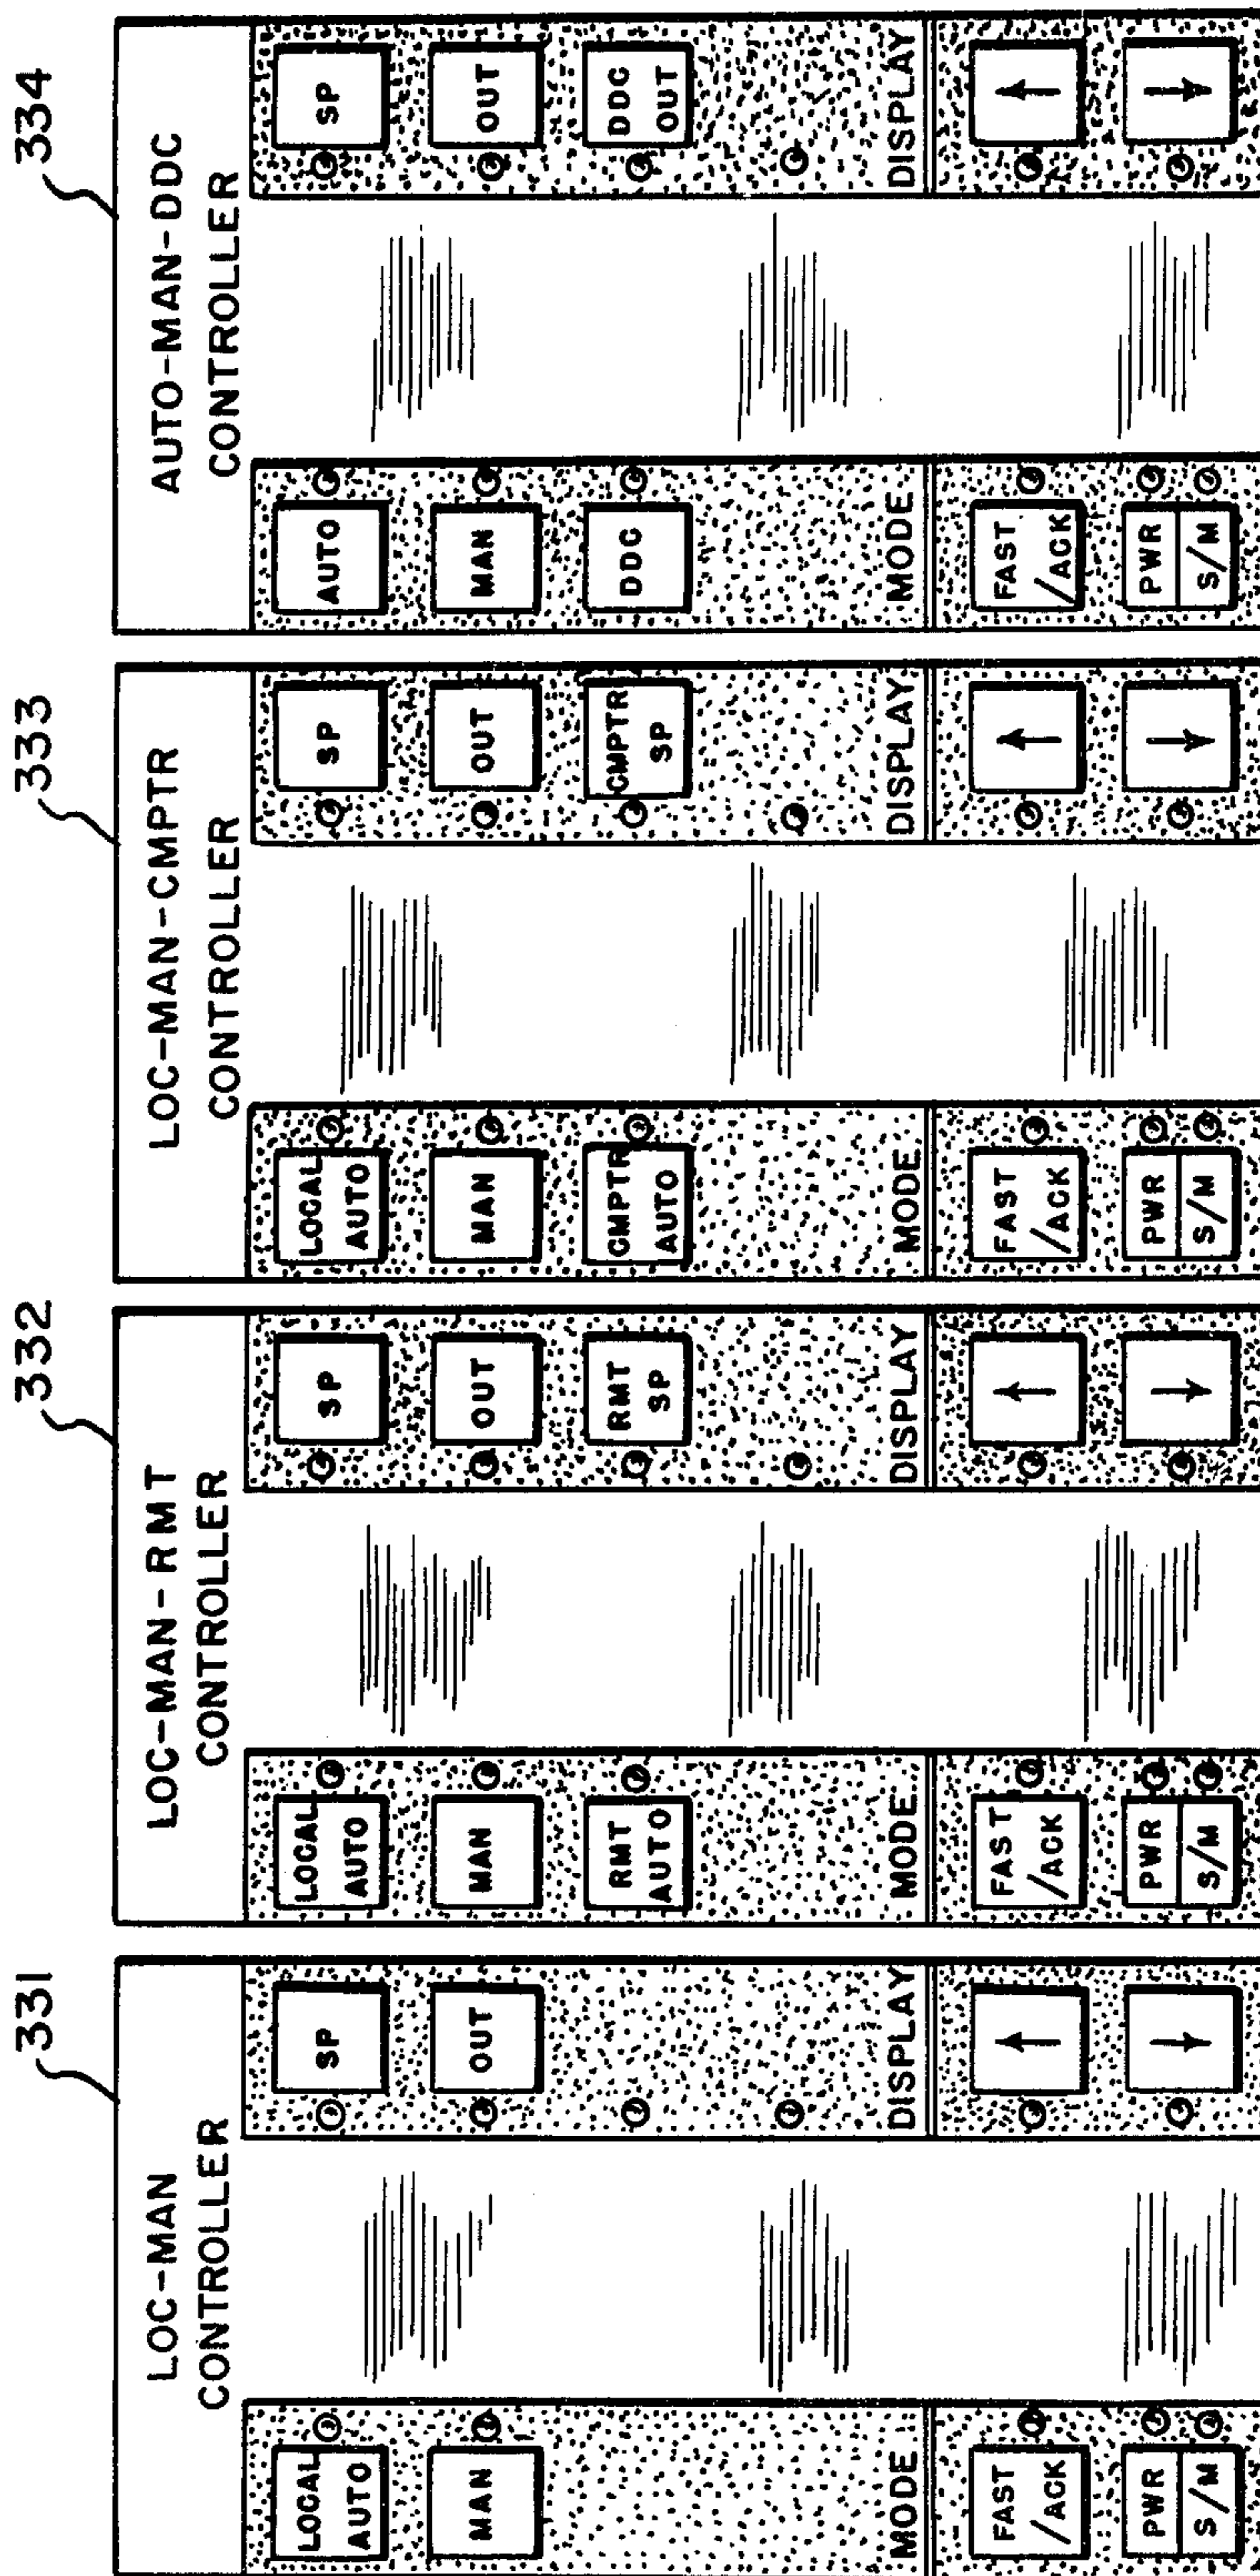 331
LOC-MAN
CONTROLLER
LOCAL
AUTO
SP
MAN
OUT
MODE
DISPLAY
FAST
/ACK
PWR
S/M
332
LOC-MAN-RMT
CONTROLLER
LOCAL
AUTO
SP
MAN
OUT
RMT
AUTO
RMT
SP
MODE
DISPLAY
FAST
/ACK
PWR
S/M
333
LOC-MAN-CMPTR
CONTROLLER
LOCAL
AUTO
SP
MAN
OUT
CMPTR
AUTO
CMPTR
SP
MODE
DISPLAY
FAST
/ACK
PWR
S/M
334
AUTO-MAN-DDC
CONTROLLER
AUTO
SP
MAN
OUT
DDC
DDC
OUT
MODE
DISPLAY
FAST
/ACK
PWR
S/M